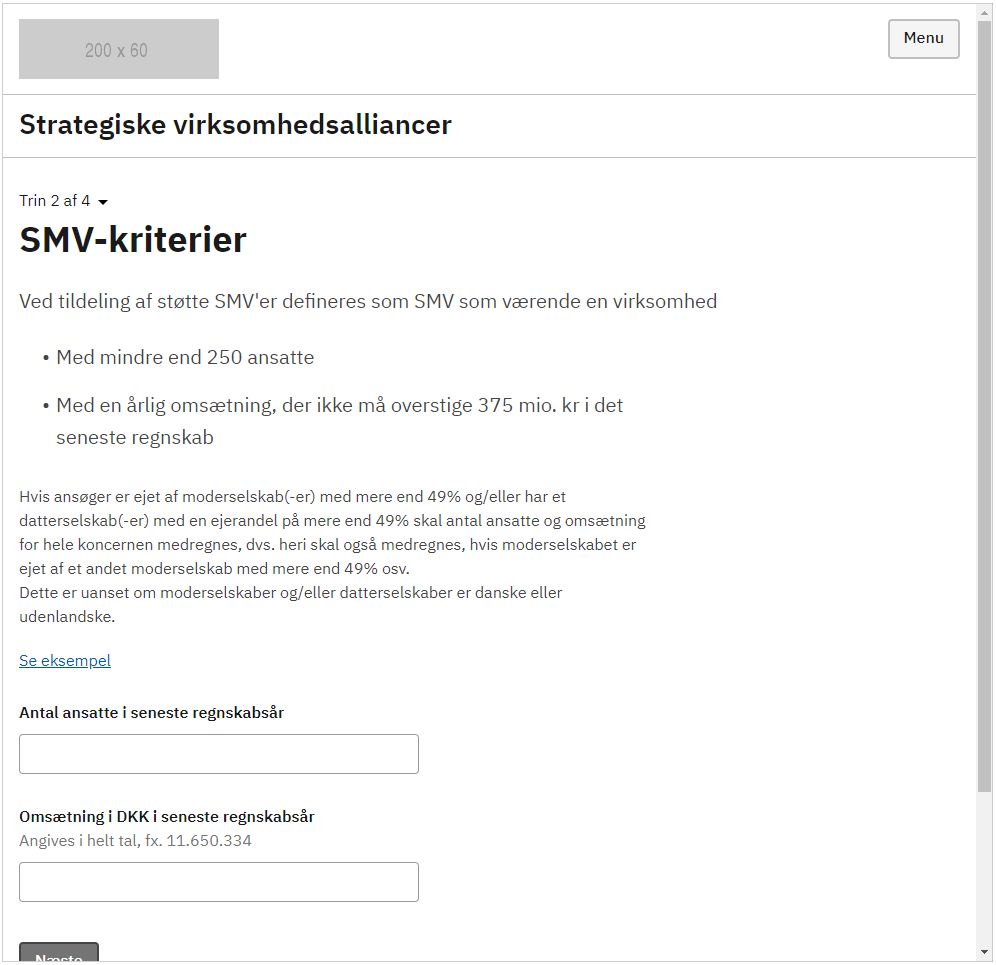 200 x 60
Menu
Strategiske virksomhedsalliancer
Trin 2 af 4
SMV-kriterier
Ved tildeling af støtte SMV'er defineres som SMV som værende en virksomhed
• Med mindre end 250 ansatte
• Med en årlig omsætning, der ikke må overstige 375 mio. kr i det
seneste regnskab
Hvis ansøger er ejet af moderselskab(-er) med mere end 49% og/eller har et
datterselskab(-er) med en ejerandel på mere end 49% skal antal ansatte og omsætning
for hele koncernen medregnes, dvs. heri skal også medregnes, hvis moderselskabet er
ejet af et andet moderselskab med mere end 49% osv.
Dette er uanset om moderselskaber og/eller datterselskaber er danske eller
udenlandske.
Se eksempel
Antal ansatte i seneste regnskabsår
Omsætning i DKK i seneste regnskabsår
Angives i helt tal, fx. 11.650.334
Næste